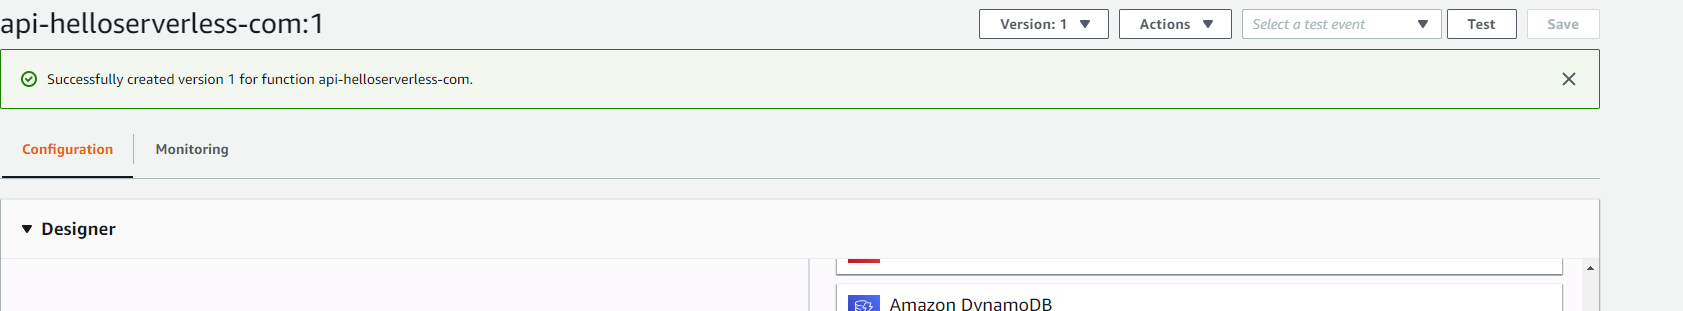 api-helloserverless-com:1
Version: 1
Actions
Select a test event
Test
Save
Successfully created version 1 for function api-helloserverless-com.
Configuration
Monitoring
Designer
Amazon DynamoDB